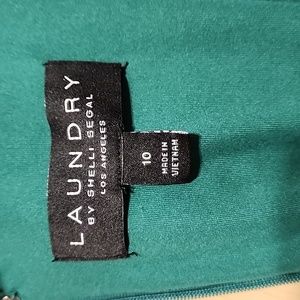 LAUNDRY
BY SHELLI SEGAL
LOS ANGELES
10
MADE IN
VIETNAM